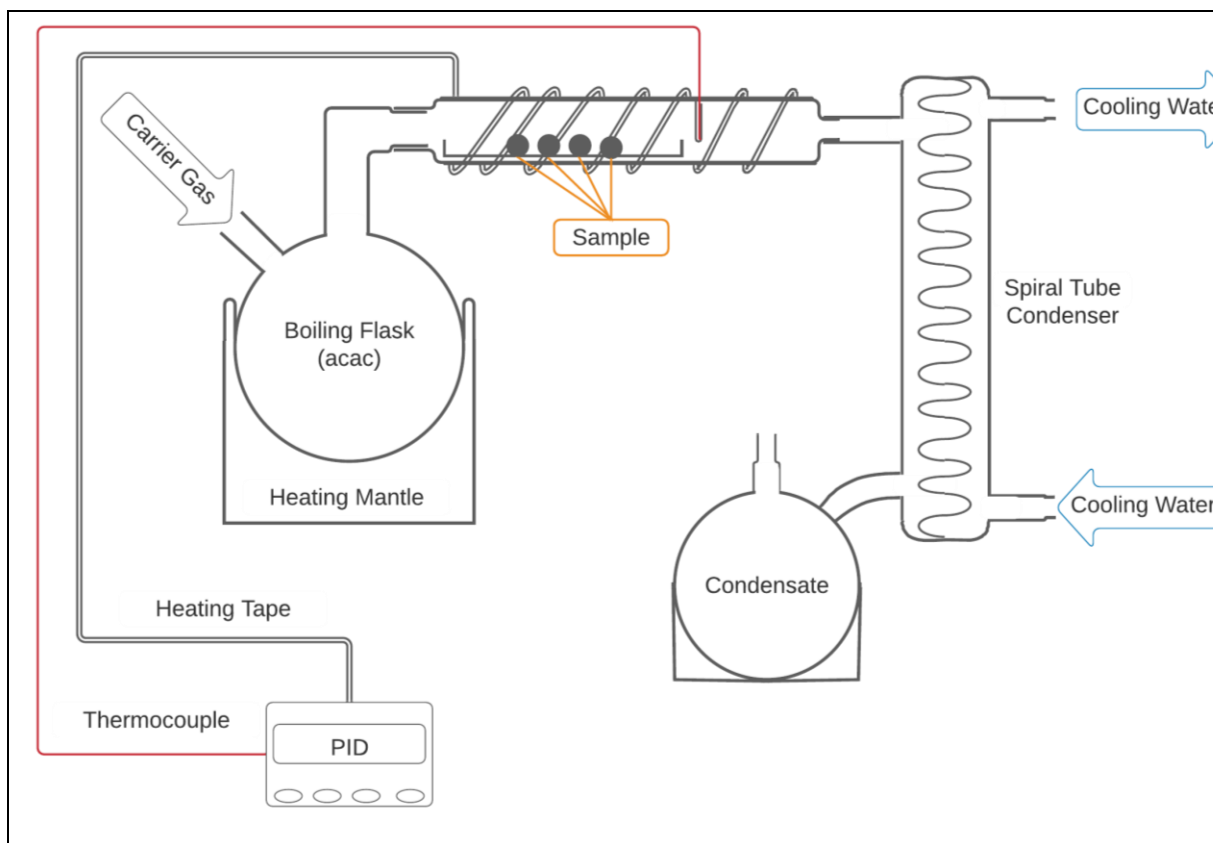 Carrier Gas
Cooling Wate
Sample
Spiral Tube
Condenser
Boiling Flask
(acac)
Heating Mantle
Cooling Water
Condensate
Heating Tape
Thermocouple
PID